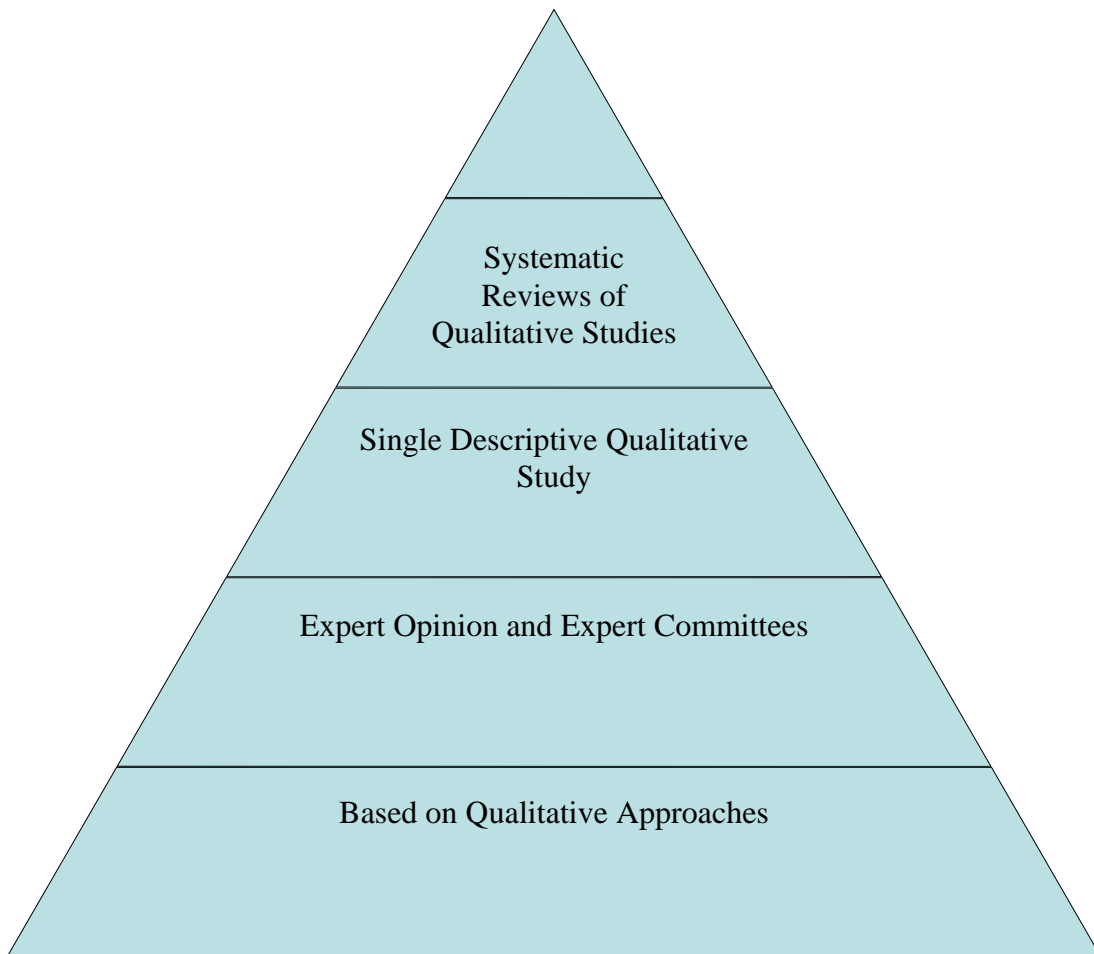 Systematic
Reviews of
Qualitative Studies
Single Descriptive Qualitative
Study
Expert Opinion and Expert Committees
Based on Qualitative Approaches